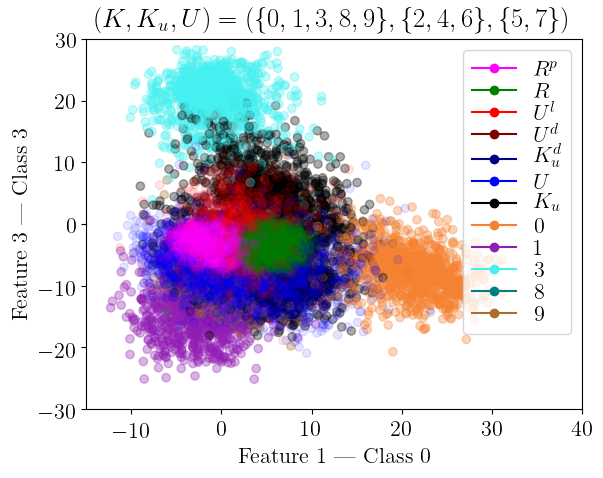 (K, K_u, U) = ({0, 1, 3, 8, 9}, {2, 4, 6}, {5, 7})
30
20
10
0
−10
−20
−30
Feature 3 — Class 3
R^p
R
U^l
U^d
K_u^d
U
K_u
0
1
3
8
9
−10 0 10 20 30 40
Feature 1 — Class 0